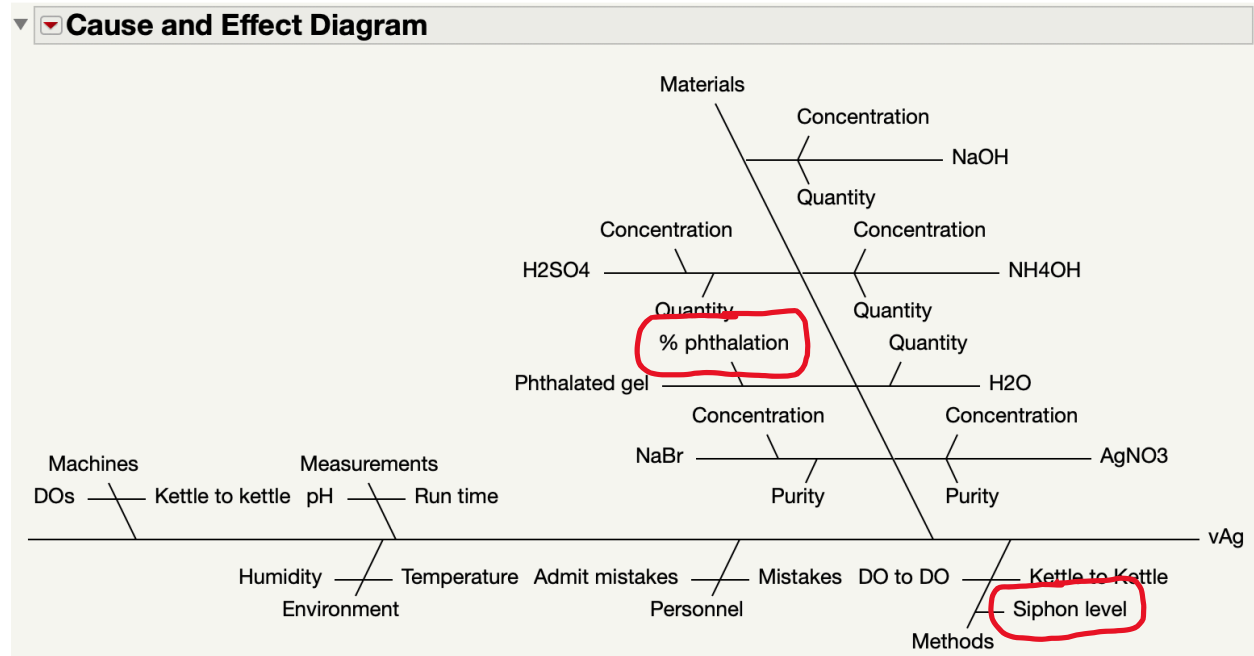 Cause and Effect Diagram
Materials
Concentration
NaOH
Quantity
Concentration
Concentration
H2SO4
NH4OH
Quantity
Quantity
% phthalation
Quantity
Phthalated gel
H2O
Concentration
Concentration
NaBr
AgNO3
Machines
Measurements
DOs
Kettle to kettle
pH
Run time
Purity
Purity
vAg
Humidity
Temperature
Admit mistakes
Mistakes
DO to DO
Kettle to Kettle
Environment
Personnel
Siphon level
Methods